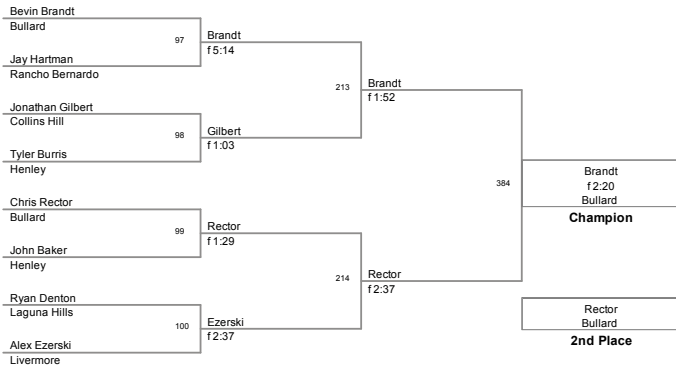 Bevin Brandt
Bullard
97
Jay Hartman
Rancho Bernardo
Brandt
f 5:14
Jonathan Gilbert
Collins Hill
98
Tyler Burris
Henley
Gilbert
f 1:03
213
Brandt
f 1:52
Chris Rector
Bullard
99
John Baker
Henley
Rector
f 1:29
Ryan Denton
Laguna Hills
100
Alex Ezerski
Livermore
Ezerski
f 2:37
214
Rector
f 2:37
384
Brandt
f 2:20
Bullard
Champion
Rector
Bullard
2nd Place